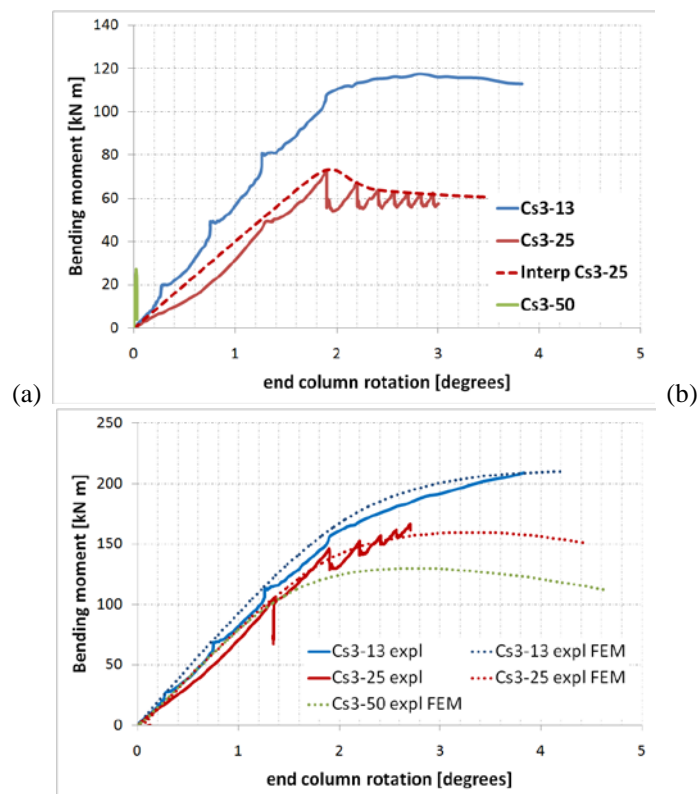 Bending moment [kN m]
140
120
100
80
60
40
20
0
Cs3-13
Cs3-25
Interp Cs3-25
Cs3-50
0 1 2 3 4 5
end column rotation [degrees]
(a) (b)
Bending moment [kN m]
250
200
150
100
50
0
Cs3-13 expl Cs3-13 expl FEM
Cs3-25 expl Cs3-25 expl FEM
Cs3-50 expl FEM
0 1 2 3 4 5
end column rotation [degrees]